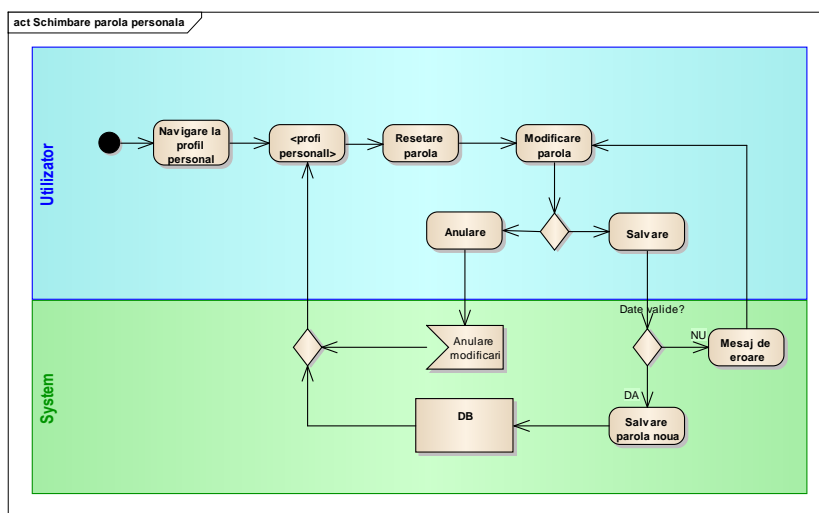 act Schimbare parola personala
Utilizator
Navigare la
profil
personal
<profi
personall>
Resetare
parola
Modificare
parola
Anulare
Salvare
System
Date valide?
Anulare
modificari
NU
Mesaj de
eroare
DA
DB
Salvare
parola noua